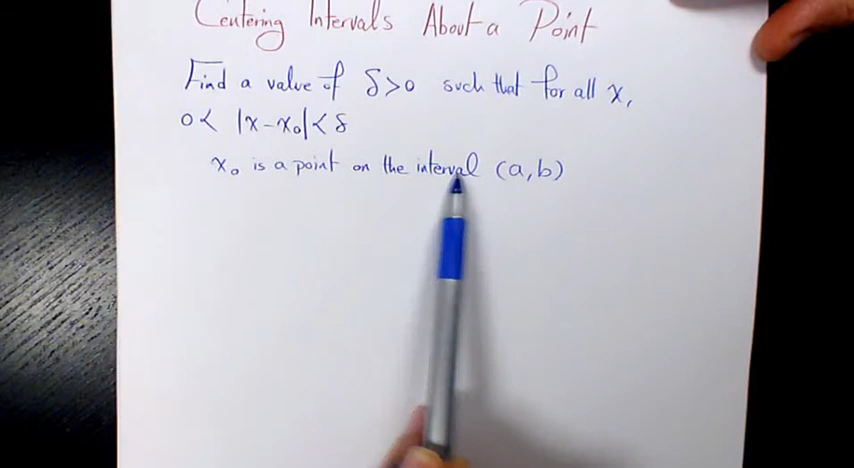 Centering Intervals About a Point
Find a value of δ>0 such that for all x,
0< |x-x₀|<δ
x₀ is a point on the interval (a,b)